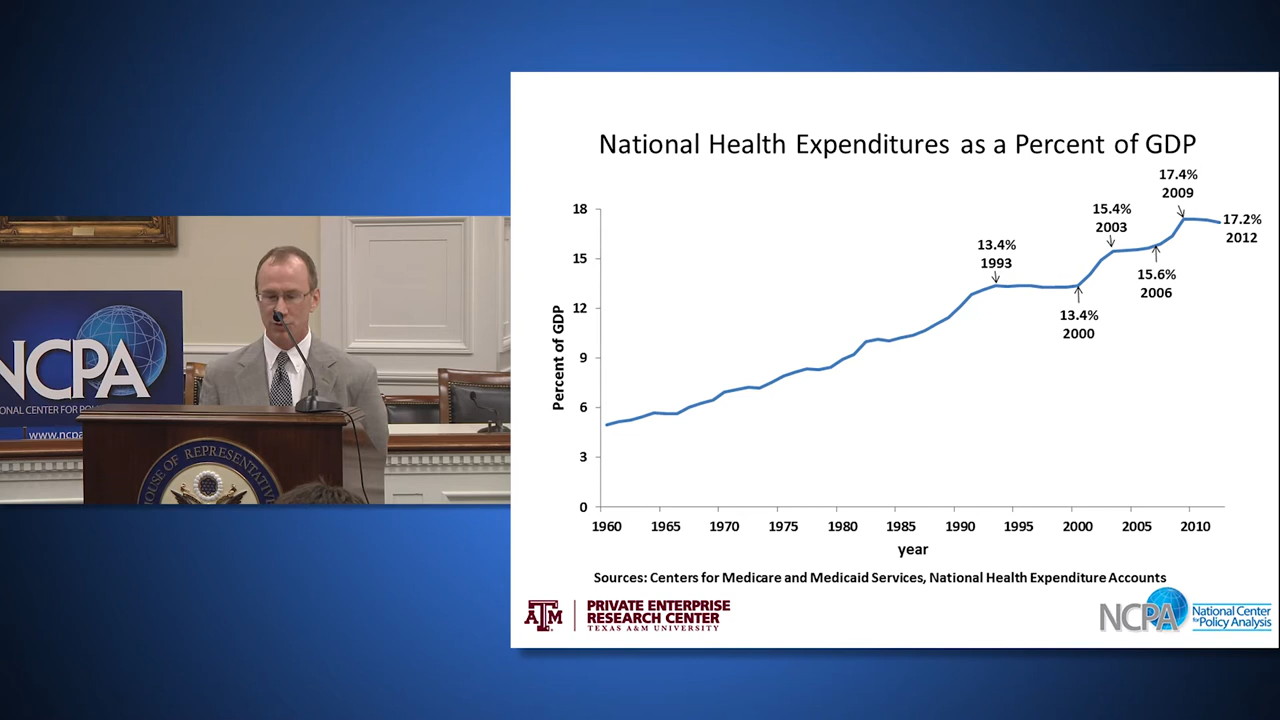 NCPA
ONAL CENTER FOR
www.ncpa
HOUSE OF REPRESENTATIVE
National Health Expenditures as a Percent of GDP
17.4%
2009
15.4%
2003
17.2%
2012
13.4%
1993
15.6%
2006
13.4%
2000
18
15
12
9
6
3
0
Percent of GDP
1960 1965 1970 1975 1980 1985 1990 1995 2000 2005 2010
year
Sources: Centers for Medicare and Medicaid Services, National Health Expenditure Accounts
ATM
PRIVATE ENTERPRISE
RESEARCH CENTER
TEXAS A&M UNIVERSITY
NCPA
National Center
for Policy Analysis